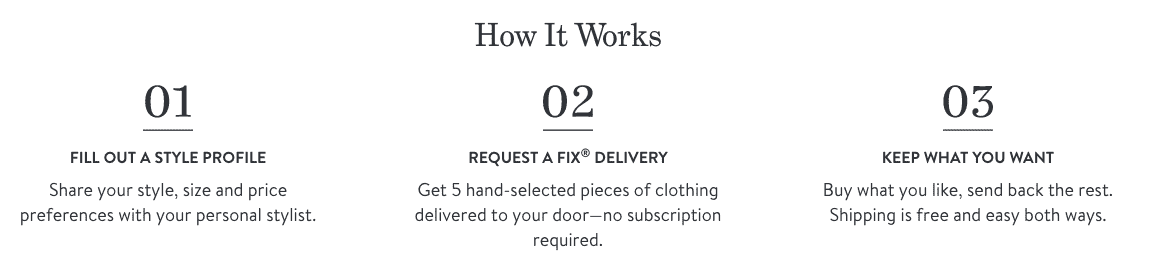 How It Works
01
FILL OUT A STYLE PROFILE
Share your style, size and price
preferences with your personal stylist.
02
REQUEST A FIX® DELIVERY
Get 5 hand-selected pieces of clothing
delivered to your door—no subscription
required.
03
KEEP WHAT YOU WANT
Buy what you like, send back the rest.
Shipping is free and easy both ways.